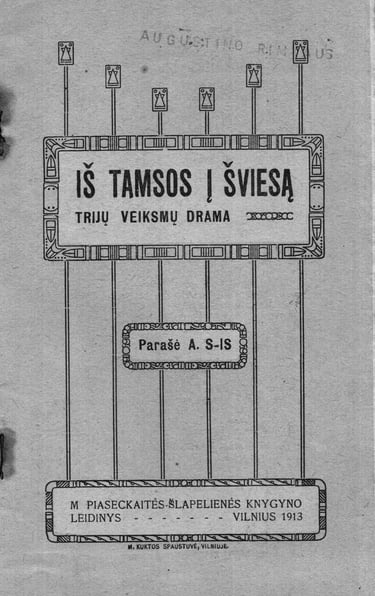 AUGUSTINO
IŠ TAMSOS Į ŠVIESĄ
TRIJŲ VEIKSMŲ DRAMA
Parašė A. S-IS
M PIASECKAITĖS-ŠLAPELIENĖS KNYGYNO
LEIDINYS - - - - - - - VILNIUS 1913
M. KUKTOS SPAUSTUVĖ, VILNIUJE.